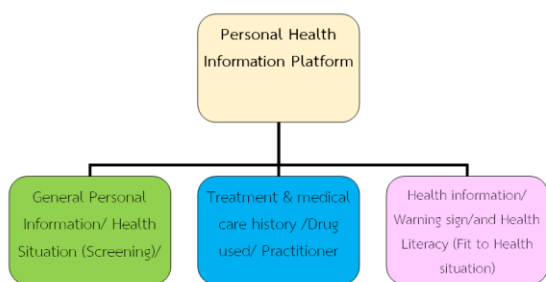 Personal Health
Information Platform
General Personal
Information/ Health
Situation (Screening)/
Treatment & medical
care history /Drug
used/ Practitioner
Health information/
Warning sign/and Health
Literacy (Fit to Health
situation)